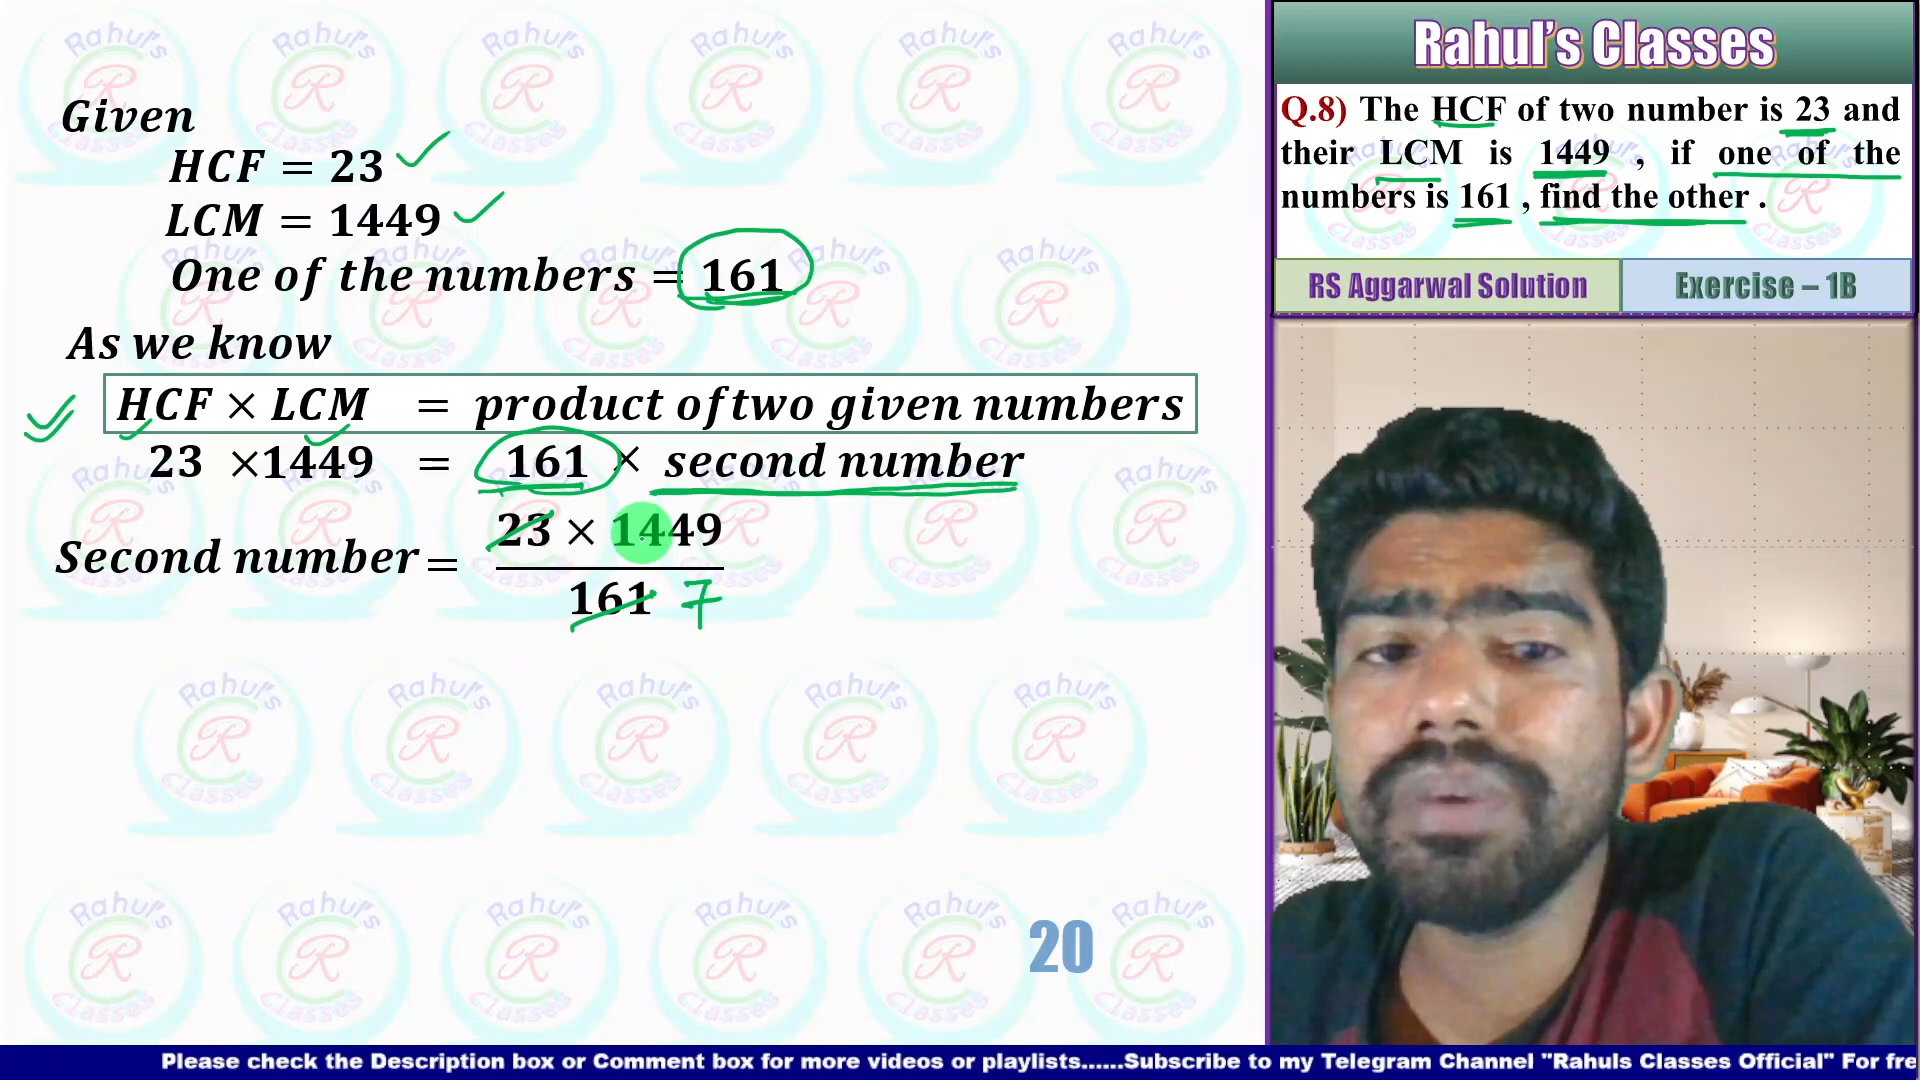 Given
HCF = 23
LCM = 1449
One of the numbers = 161
As we know
HCF × LCM = product oftwo given numbers
23 ×1449 = 161 × second number
Second number = 23 × 1449
161 7
20
Rahul's Classes
Q.8) The HCF of two number is 23 and
their LCM is 1449 , if one of the
numbers is 161 , find the other .
RS Aggarwal Solution
Exercise – 1B
Please check the Description box or Comment box for more videos or playlists......Subscribe to my Telegram Channel "Rahuls Classes Official" For fre